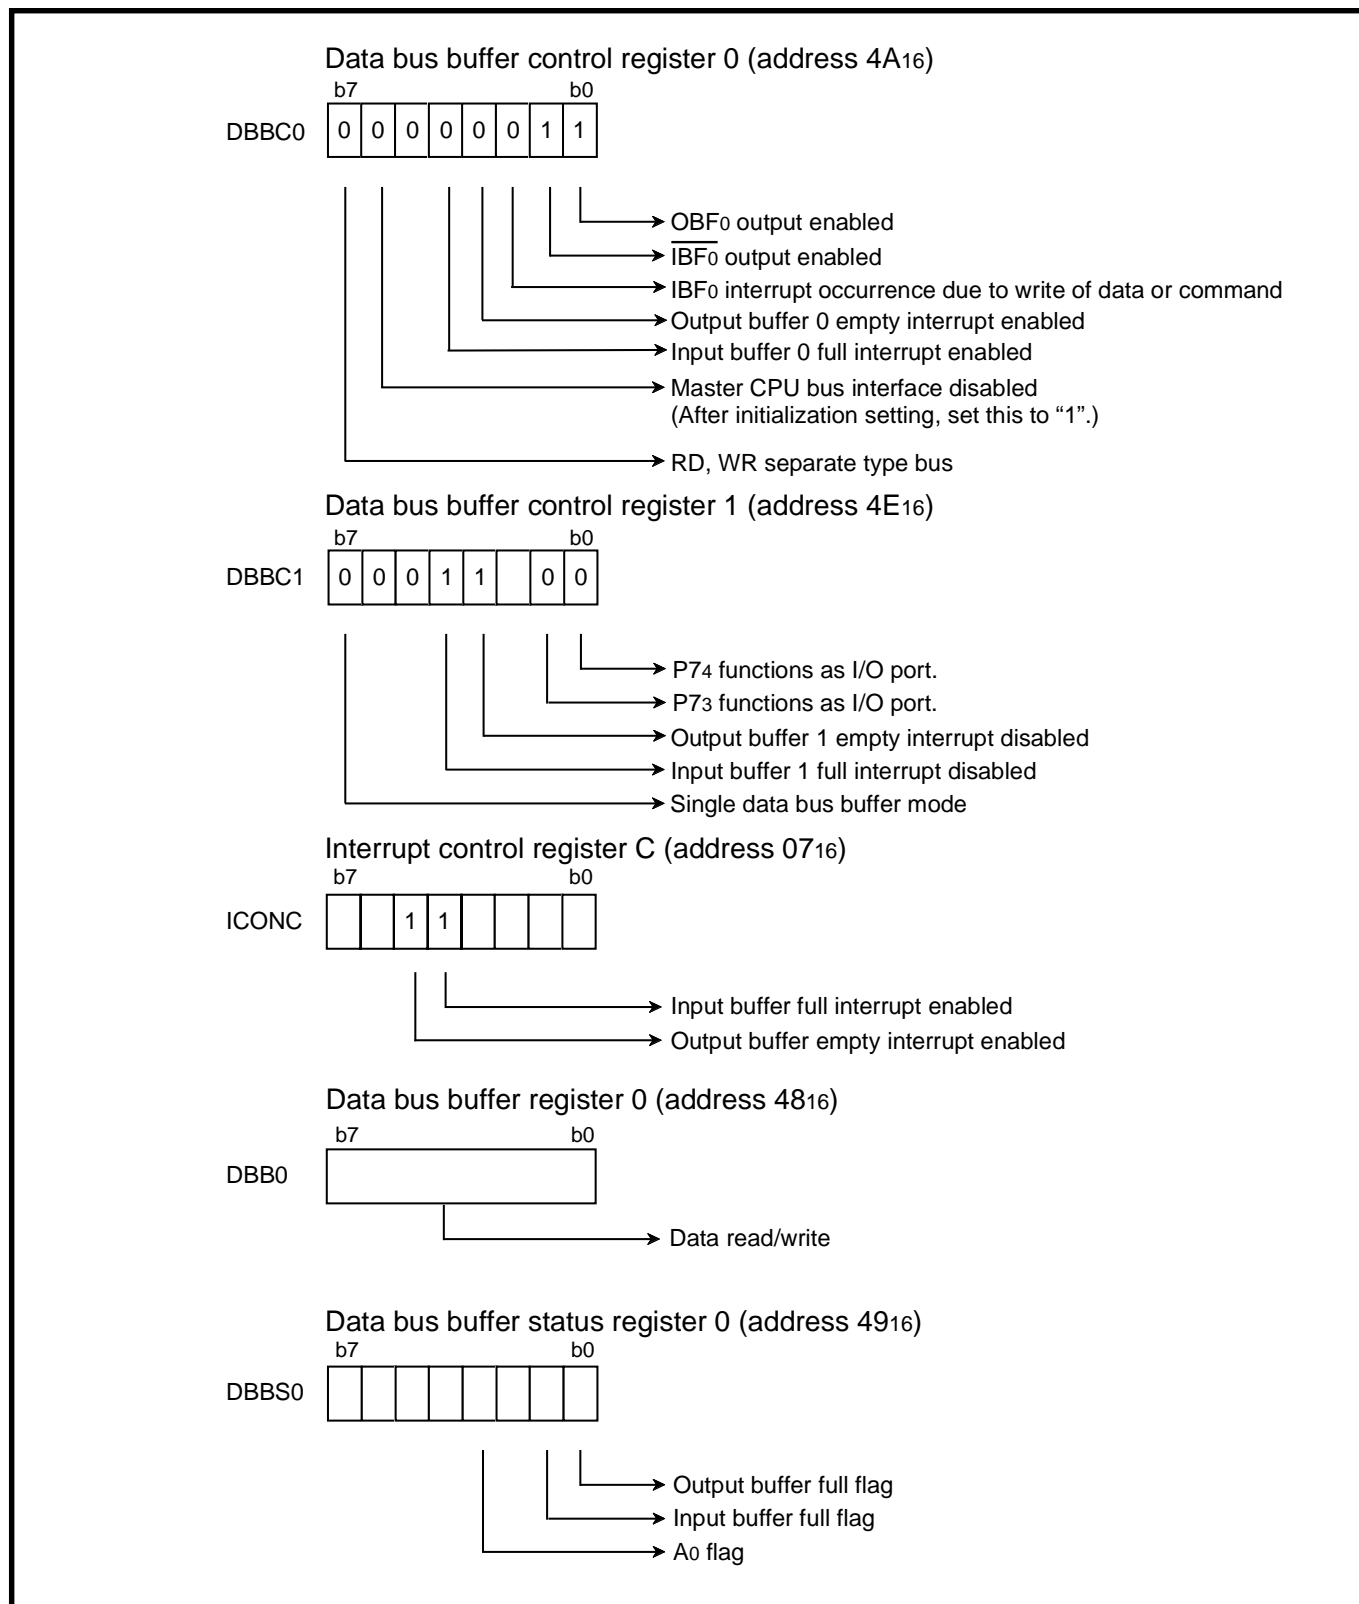 Data bus buffer control register 0 (address 4A16)
b7 b0
DBBC0 0 0 0 0 0 0 1 1
OBF0 output enabled
IBF0 output enabled
IBF0 interrupt occurrence due to write of data or command
Output buffer 0 empty interrupt enabled
Input buffer 0 full interrupt enabled
Master CPU bus interface disabled
(After initialization setting, set this to “1”.)
RD, WR separate type bus
Data bus buffer control register 1 (address 4E16)
b7 b0
DBBC1 0 0 0 1 1 0 0
P74 functions as I/O port.
P73 functions as I/O port.
Output buffer 1 empty interrupt disabled
Input buffer 1 full interrupt disabled
Single data bus buffer mode
Interrupt control register C (address 0716)
b7 b0
ICONC 1 1
Input buffer full interrupt enabled
Output buffer empty interrupt enabled
Data bus buffer register 0 (address 4816)
b7 b0
DBB0
Data read/write
Data bus buffer status register 0 (address 4916)
b7 b0
DBBS0
Output buffer full flag
Input buffer full flag
A0 flag